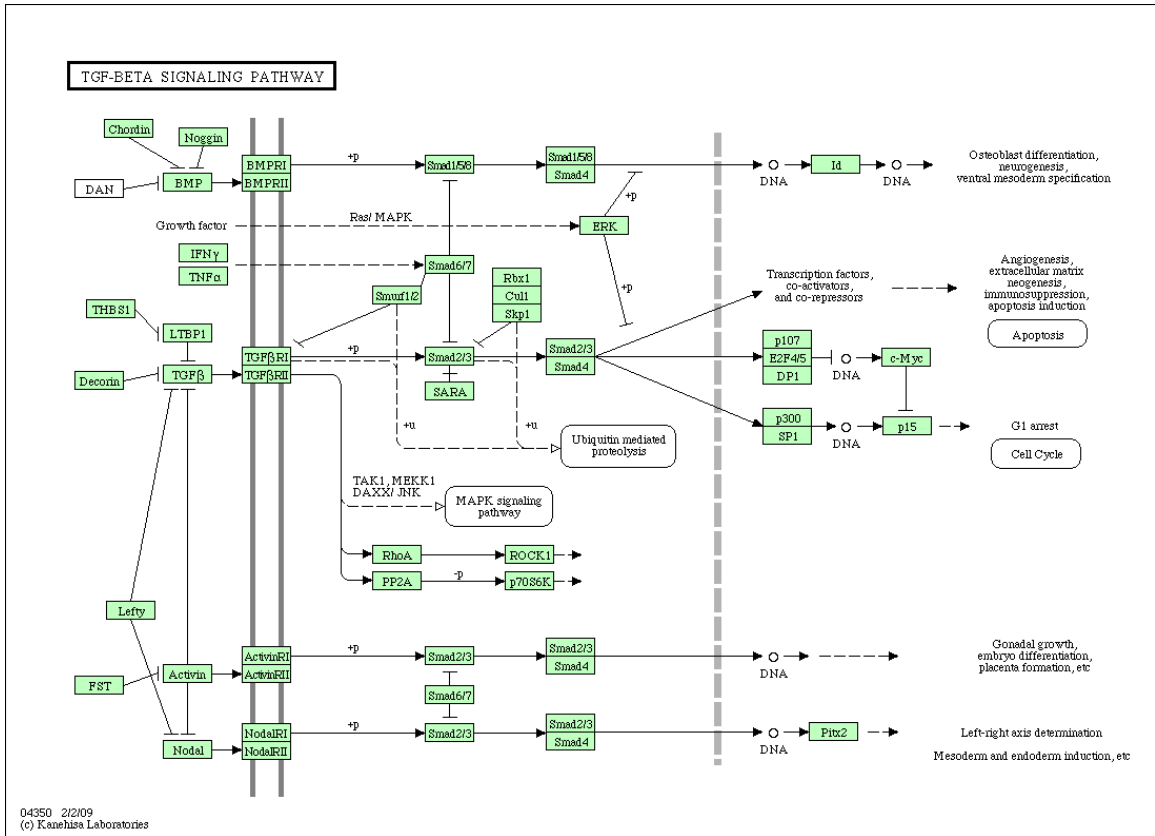 TGF-BETA SIGNALING PATHWAY
Chordin
Noggin
DAN
BMP
BMPRI
BMPRII
+p
Smad1/5/8
Smad1/5/8
Smad4
DNA
Id
DNA
Osteoblast differentiation,
neurogenesis,
ventral mesoderm specification
Growth factor
Ras/ MAPK
ERK
+p
+p
IFNγ
TNFα
Smad6/7
Smurf1/2
Rbx1
Cul1
Skp1
Transcription factors,
co-activators,
and co-repressors
Angiogenesis,
extracellular matrix
neogenesis,
immunosuppression,
apoptosis induction
Apoptosis
THBS1
LTBP1
Decorin
TGFβ
TGFβRI
TGFβRII
+p
Smad2/3
SARA
Smad2/3
Smad4
p107
E2F4/5
DP1
DNA
c-Myc
p300
SP1
DNA
p15
G1 arrest
Cell Cycle
+u
+u
Ubiquitin mediated
proteolysis
TAK1, MEKK1
DAXX/ JNK
MAPK signaling
pathway
RhoA
ROCK1
PP2A
-p
p70S6K
Lefty
FST
Activin
ActivinRI
ActivinRII
+p
Smad2/3
Smad2/3
Smad4
DNA
Gonadal growth,
embryo differentiation,
placenta formation, etc
Smad6/7
Nodal
NodalRI
NodalRII
+p
Smad2/3
Smad2/3
Smad4
DNA
Pitx2
Left-right axis determination
Mesoderm and endoderm induction, etc
04350 2/2/09
(c) Kanehisa Laboratories